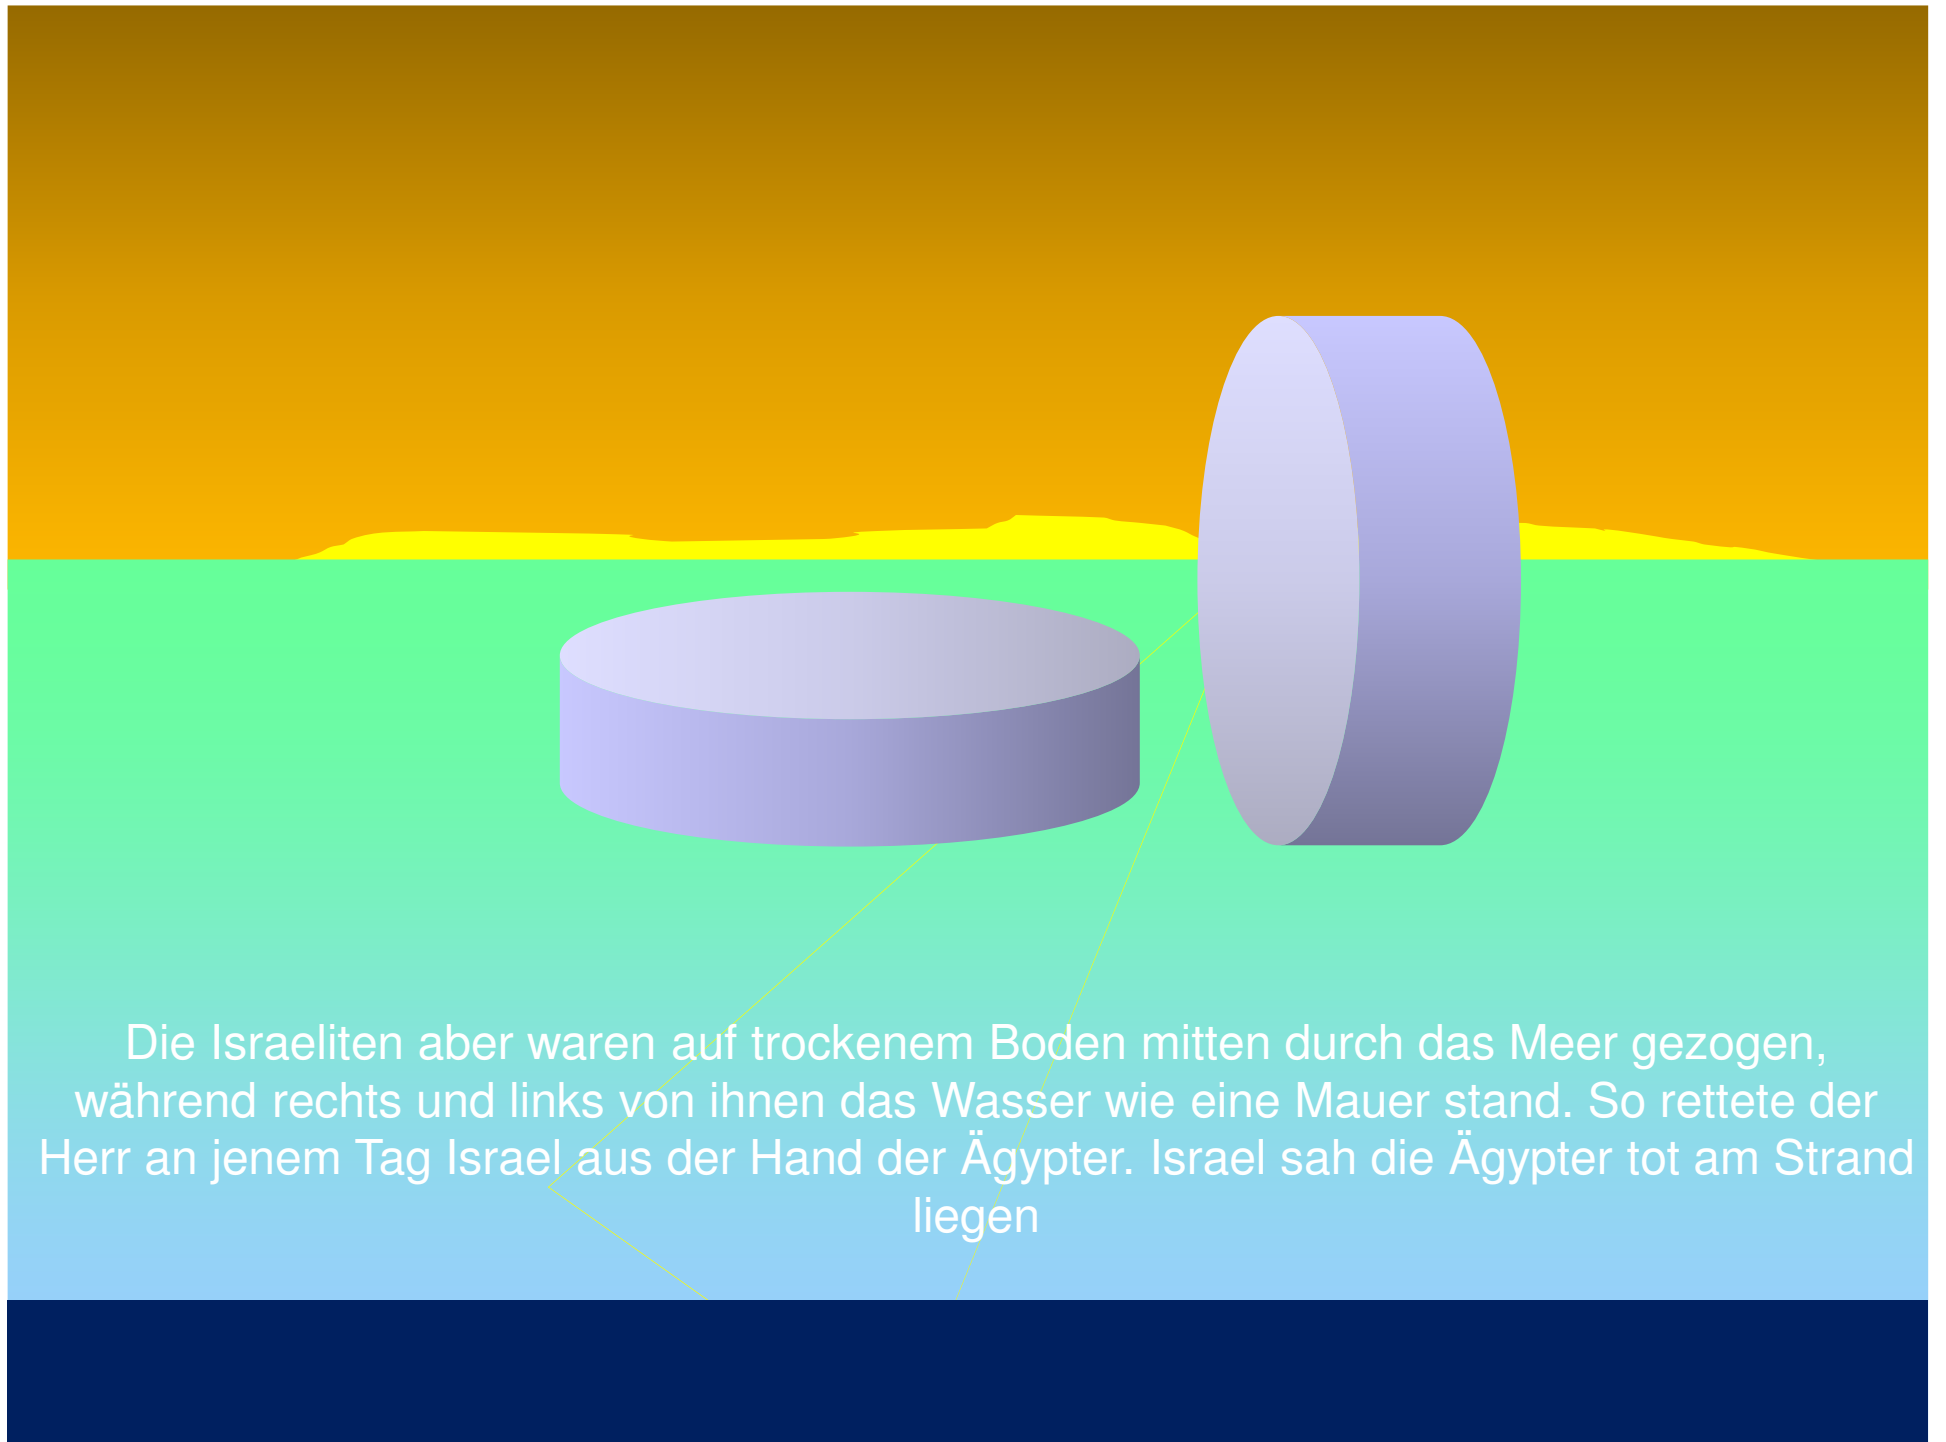 Die Israeliten aber waren auf trockenem Boden mitten durch das Meer gezogen,
während rechts und links von ihnen das Wasser wie eine Mauer stand. So rettete der
Herr an jenem Tag Israel aus der Hand der Ägypter. Israel sah die Ägypter tot am Strand
liegen